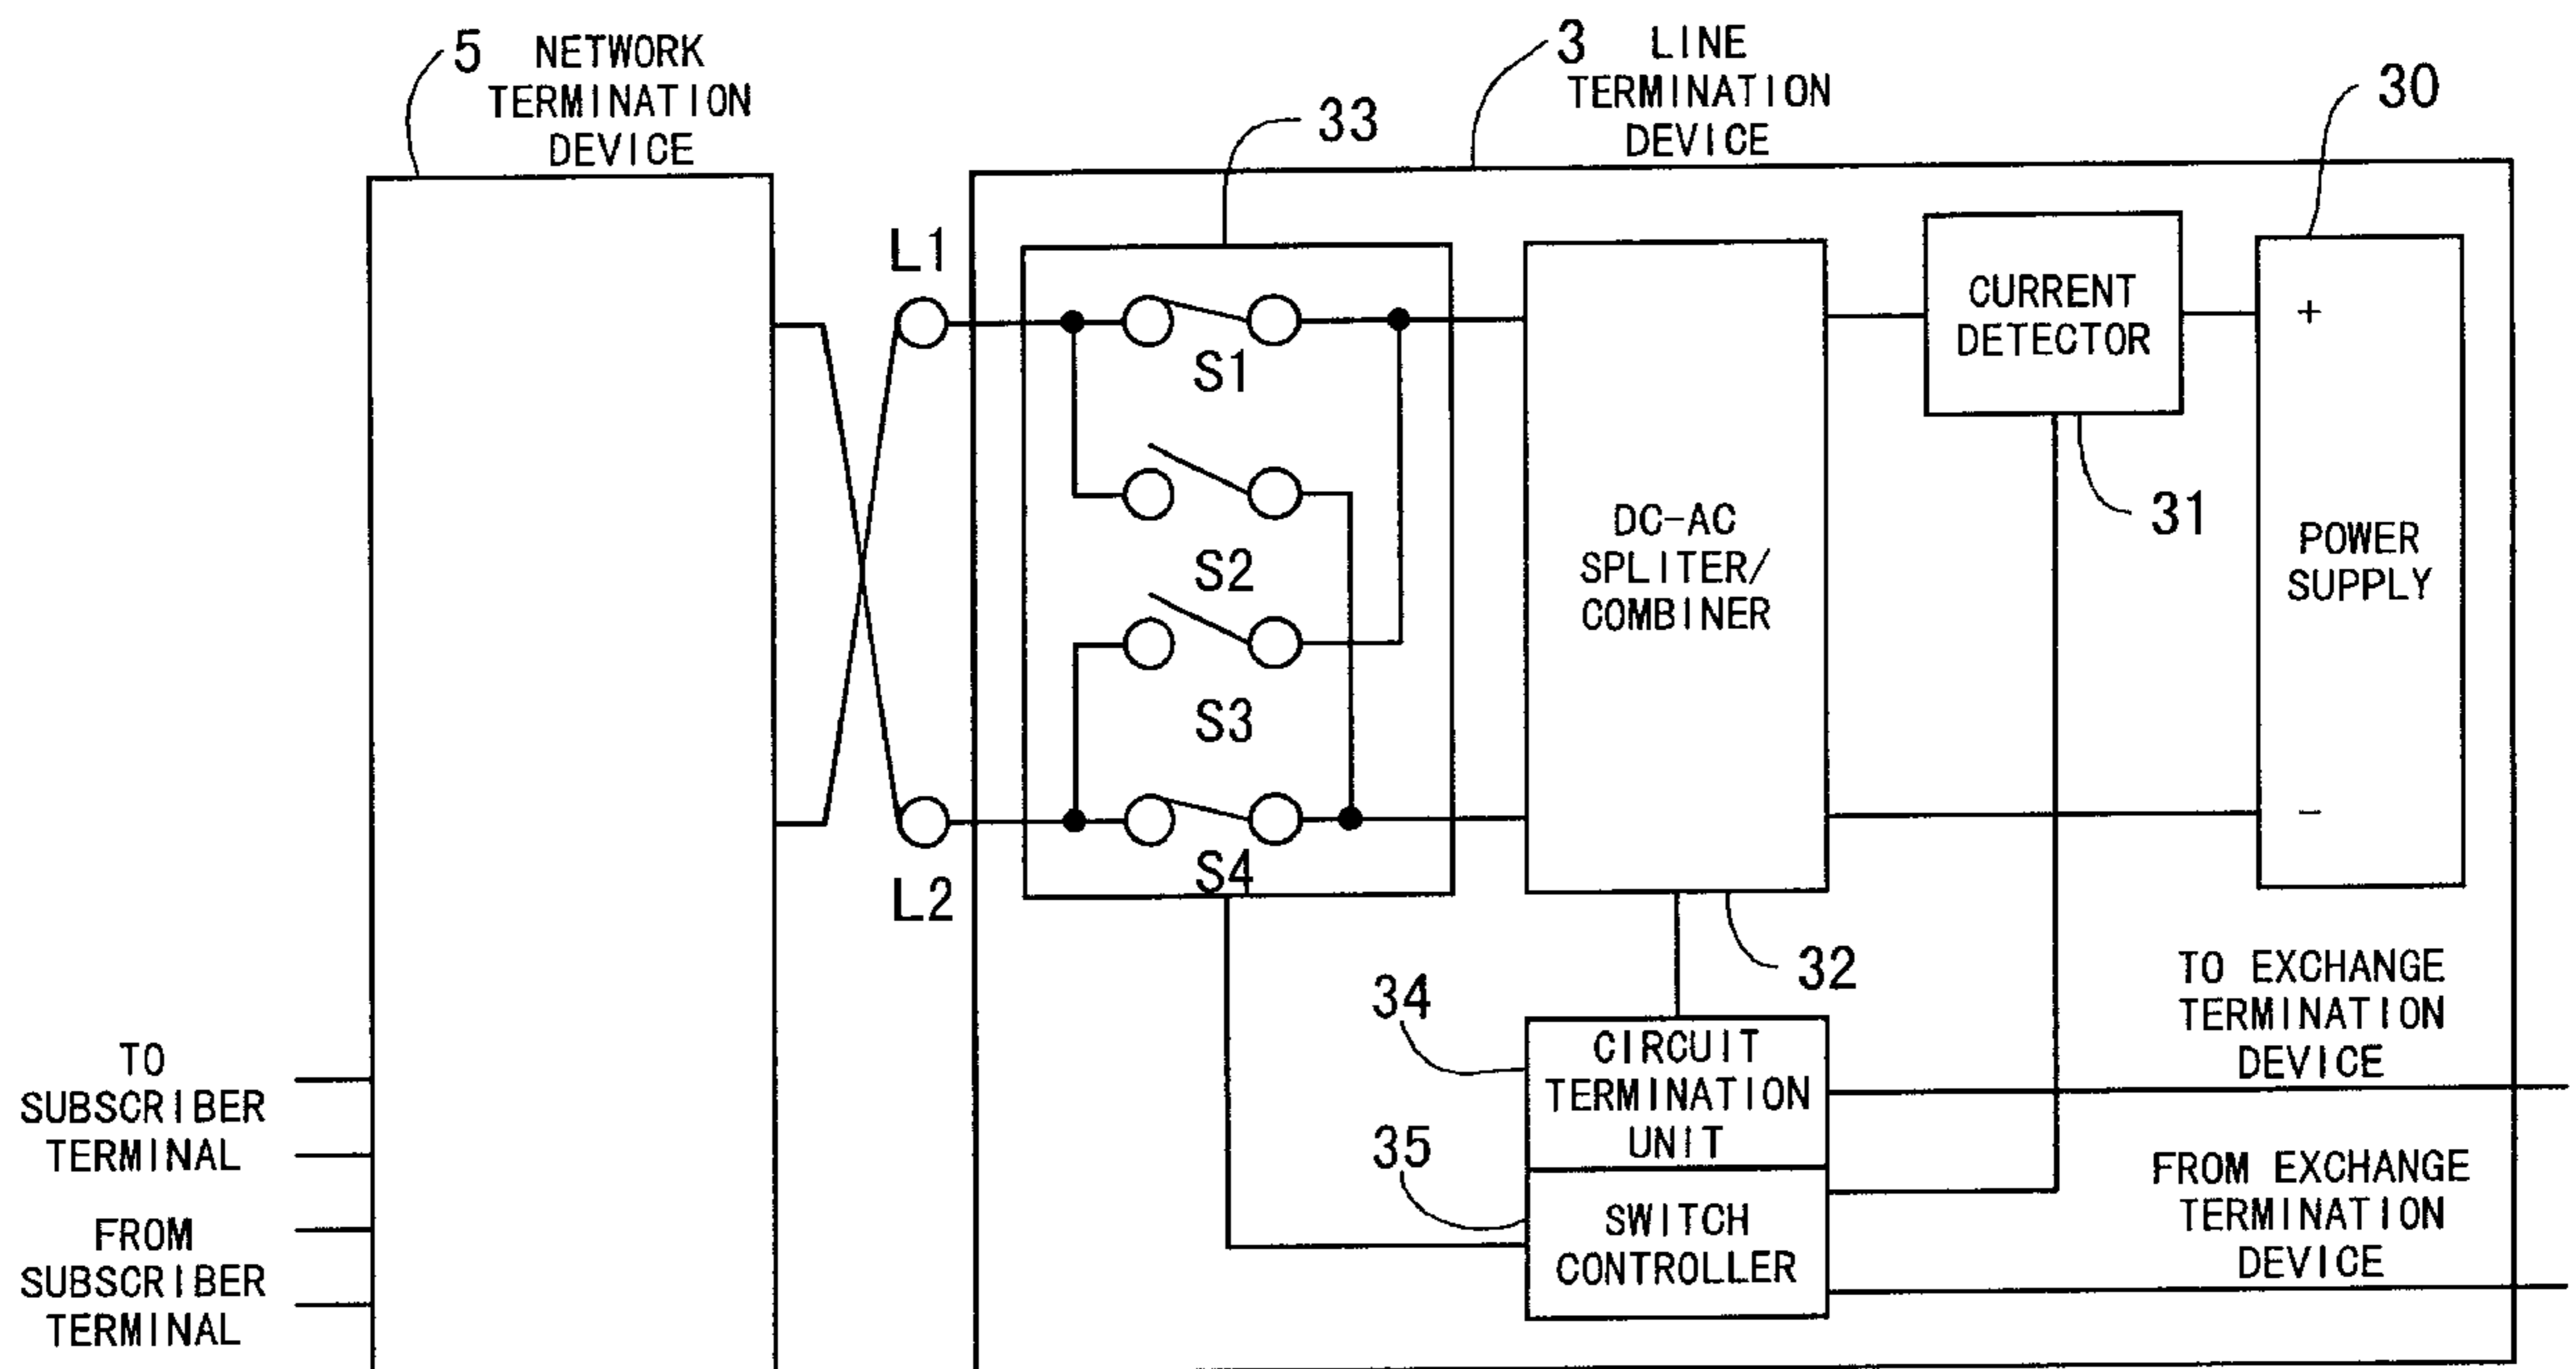 5 NETWORK
TERMINATION
DEVICE
3 LINE
TERMINATION
DEVICE
33
30
L1
S1
S2
S3
S4
L2
DC-AC
SPLITER/
COMBINER
CURRENT
DETECTOR
31
+
POWER
SUPPLY
−
32
34
CIRCUIT
TERMINATION
UNIT
35
SWITCH
CONTROLLER
TO EXCHANGE
TERMINATION
DEVICE
FROM EXCHANGE
TERMINATION
DEVICE
TO
SUBSCRIBER
TERMINAL
FROM
SUBSCRIBER
TERMINAL